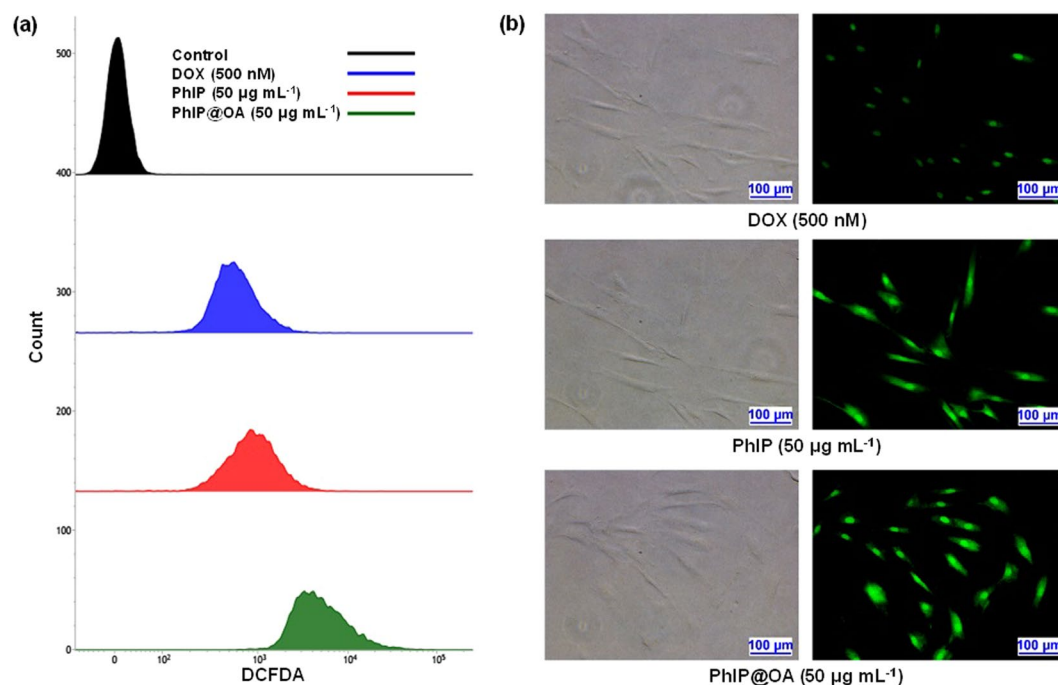 (a)
Control
DOX (500 nM)
PhIP (50 µg mL⁻¹)
PhIP@OA (50 µg mL⁻¹)
500
400
300
200
100
0
Count
0 10² 10³ 10⁴ 10⁵
DCFDA
(b)
100 µm
100 µm
DOX (500 nM)
100 µm
100 µm
PhIP (50 µg mL⁻¹)
100 µm
100 µm
PhIP@OA (50 µg mL⁻¹)